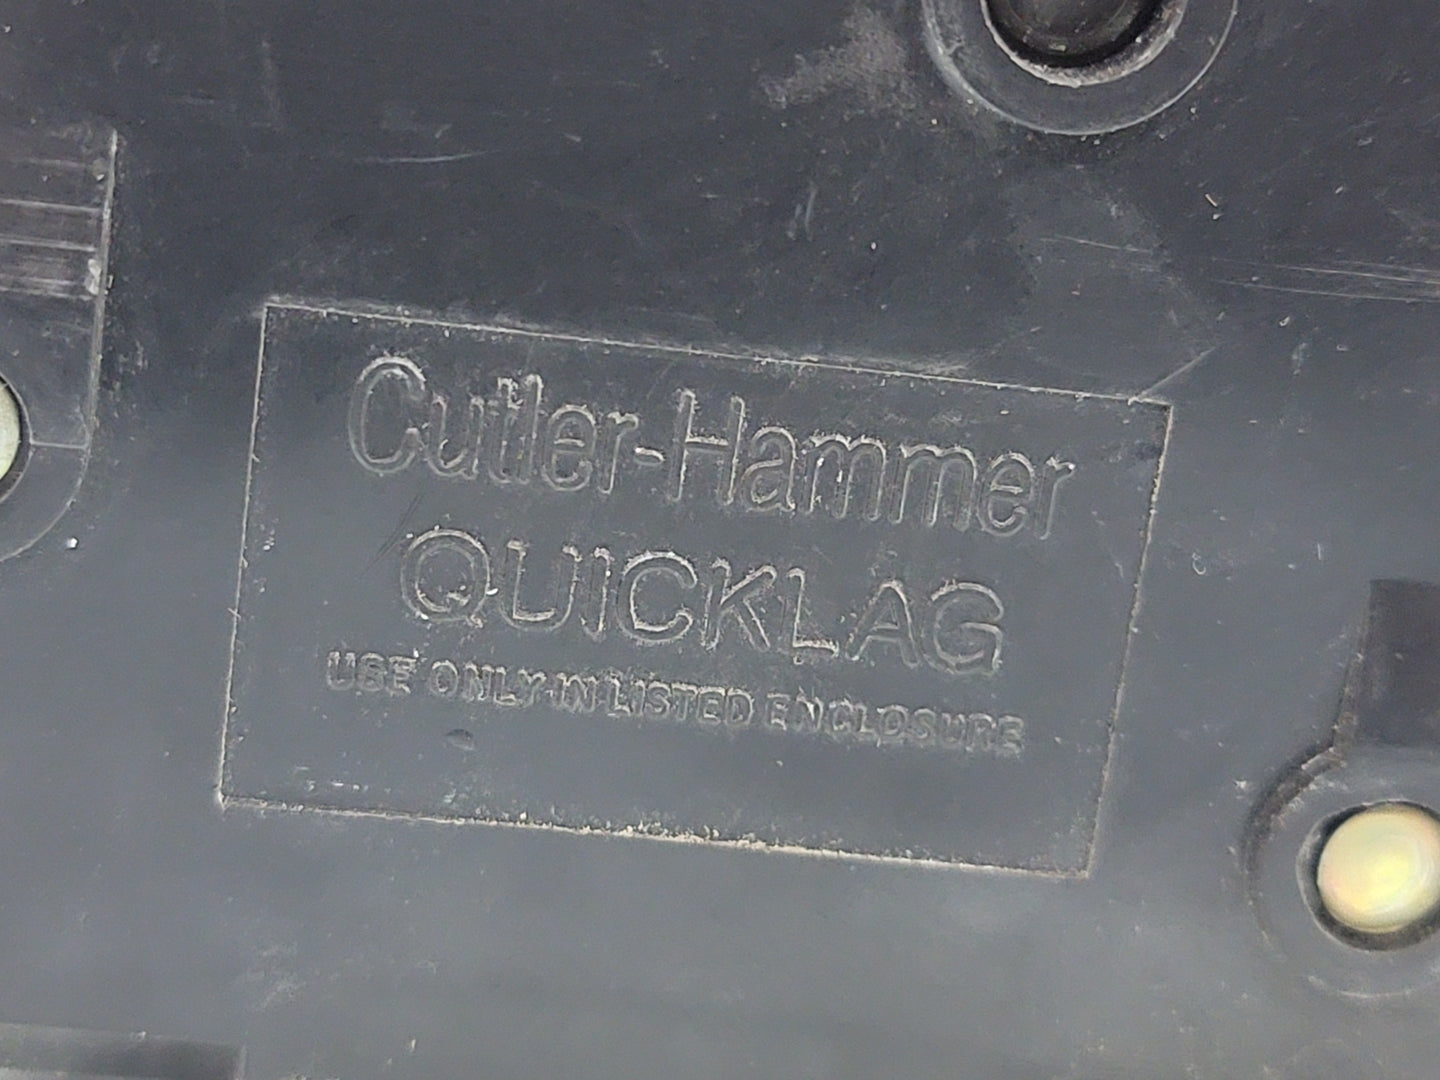 Cutler-Hammer
QUICKLAG
USE ONLY IN LISTED ENCLOSURE